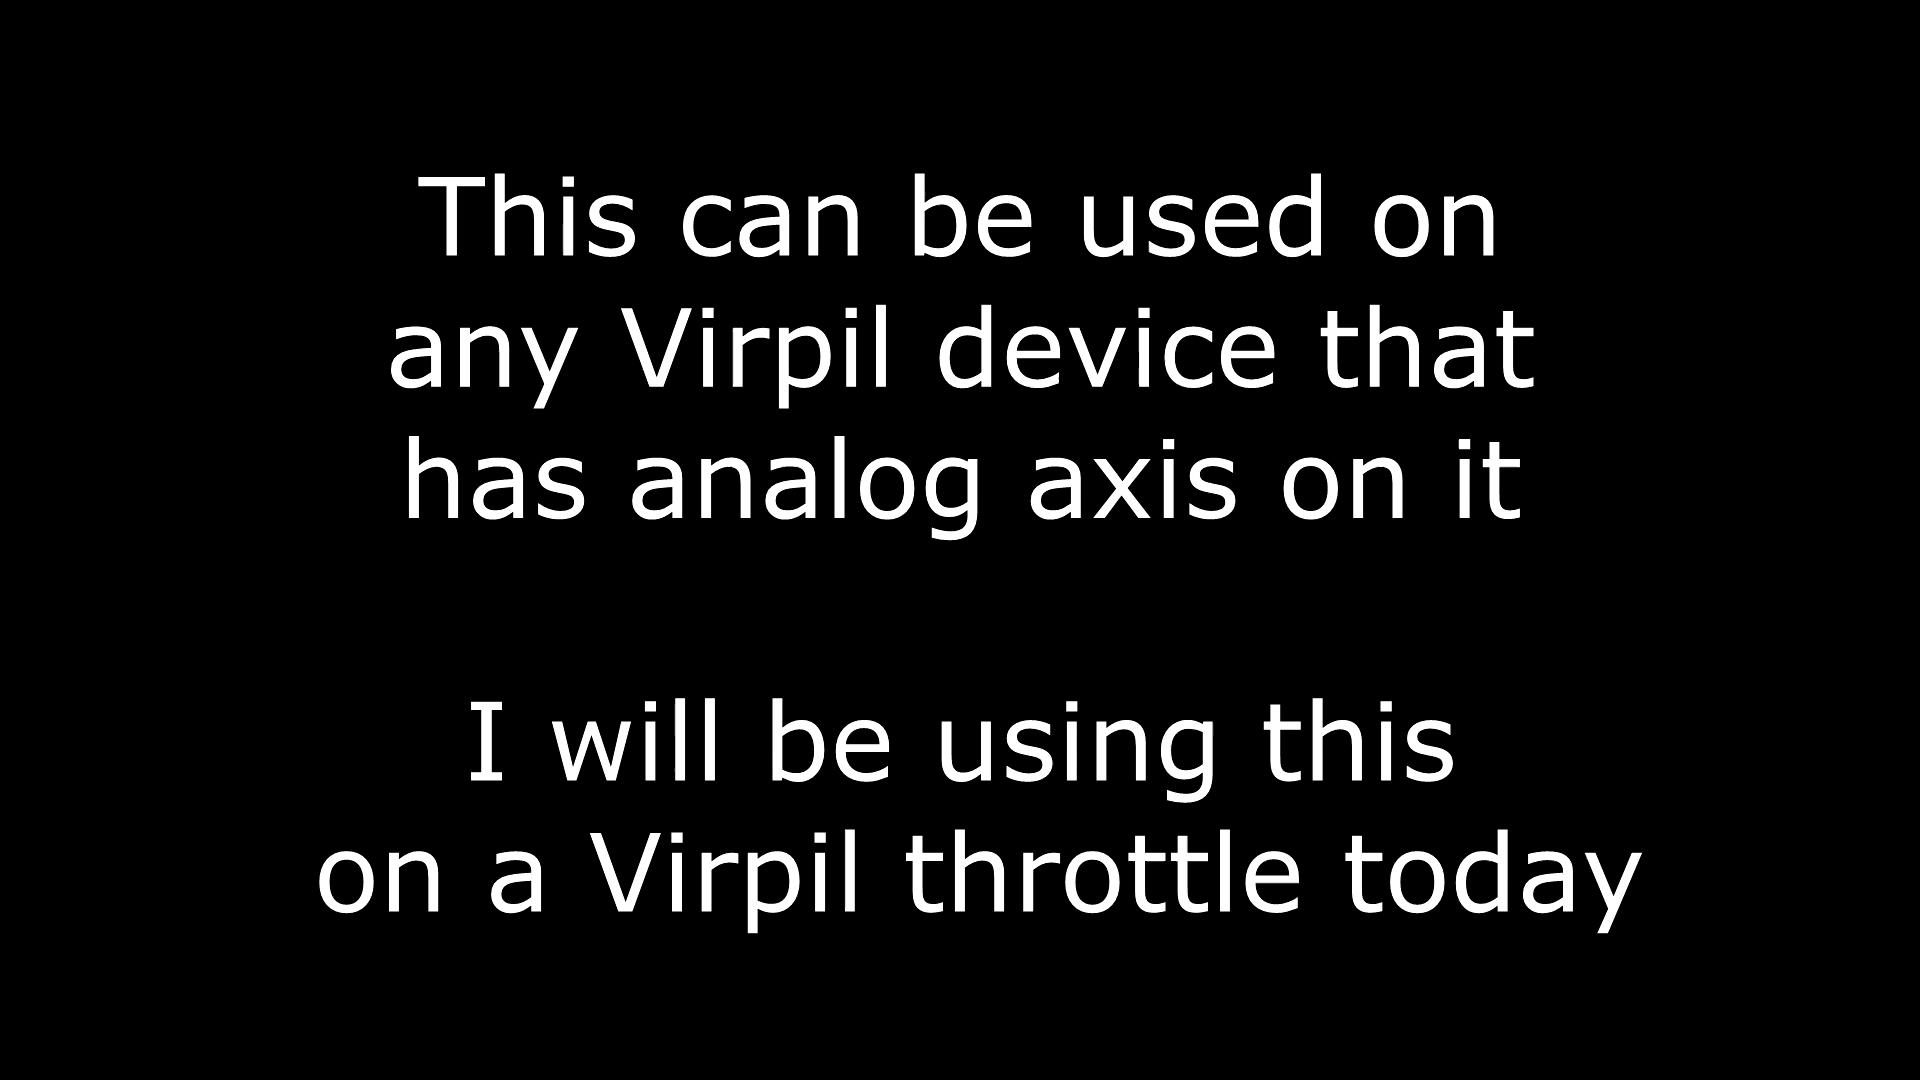 This can be used on
any Virpil device that
has analog axis on it
I will be using this
on a Virpil throttle today